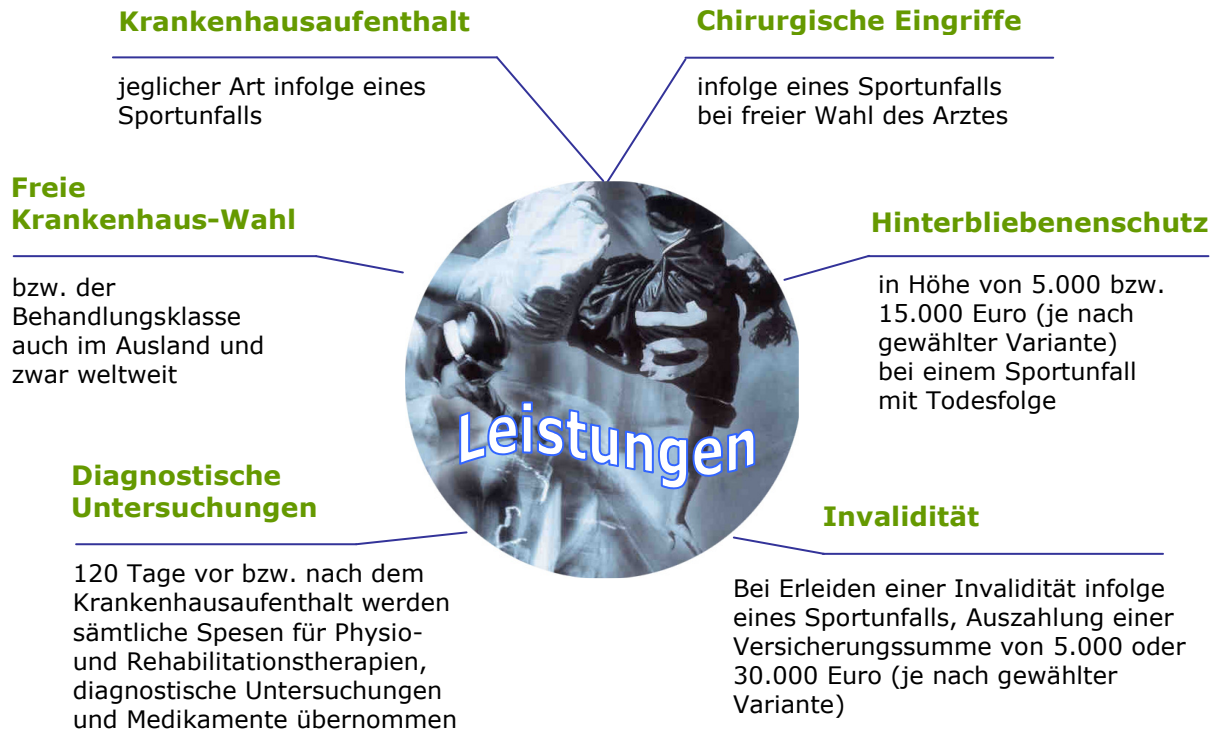 Krankenhausaufenthalt
jeglicher Art infolge eines
Sportunfalls
Chirurgische Eingriffe
infolge eines Sportunfalls
bei freier Wahl des Arztes
Freie
Krankenhaus-Wahl
bzw. der
Behandlungsklasse
auch im Ausland und
zwar weltweit
Hinterbliebenenschutz
in Höhe von 5.000 bzw.
15.000 Euro (je nach
gewählter Variante)
bei einem Sportunfall
mit Todesfolge
10
Leistungen
Diagnostische
Untersuchungen
120 Tage vor bzw. nach dem
Krankenhausaufenthalt werden
sämtliche Spesen für Physio-
und Rehabilitationstherapien,
diagnostische Untersuchungen
und Medikamente übernommen
Invalidität
Bei Erleiden einer Invalidität infolge
eines Sportunfalls, Auszahlung einer
Versicherungssumme von 5.000 oder
30.000 Euro (je nach gewählter
Variante)